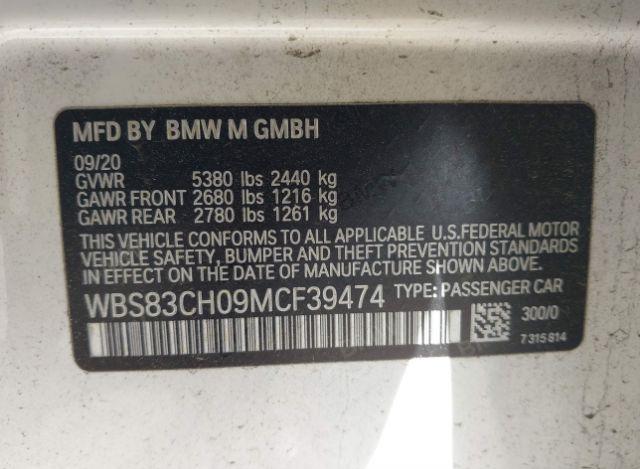 MFD BY BMW M GMBH
09/20
GVWR 5380 lbs 2440 kg
GAWR FRONT 2680 lbs 1216 kg
GAWR REAR 2780 lbs 1261 kg
THIS VEHICLE CONFORMS TO ALL APPLICABLE U.S.FEDERAL MOTOR
VEHICLE SAFETY, BUMPER AND THEFT PREVENTION STANDARDS
IN EFFECT ON THE DATE OF MANUFACTURE SHOWN ABOVE.
WBS83CH09MCF39474 TYPE: PASSENGER CAR
300/0
7315814